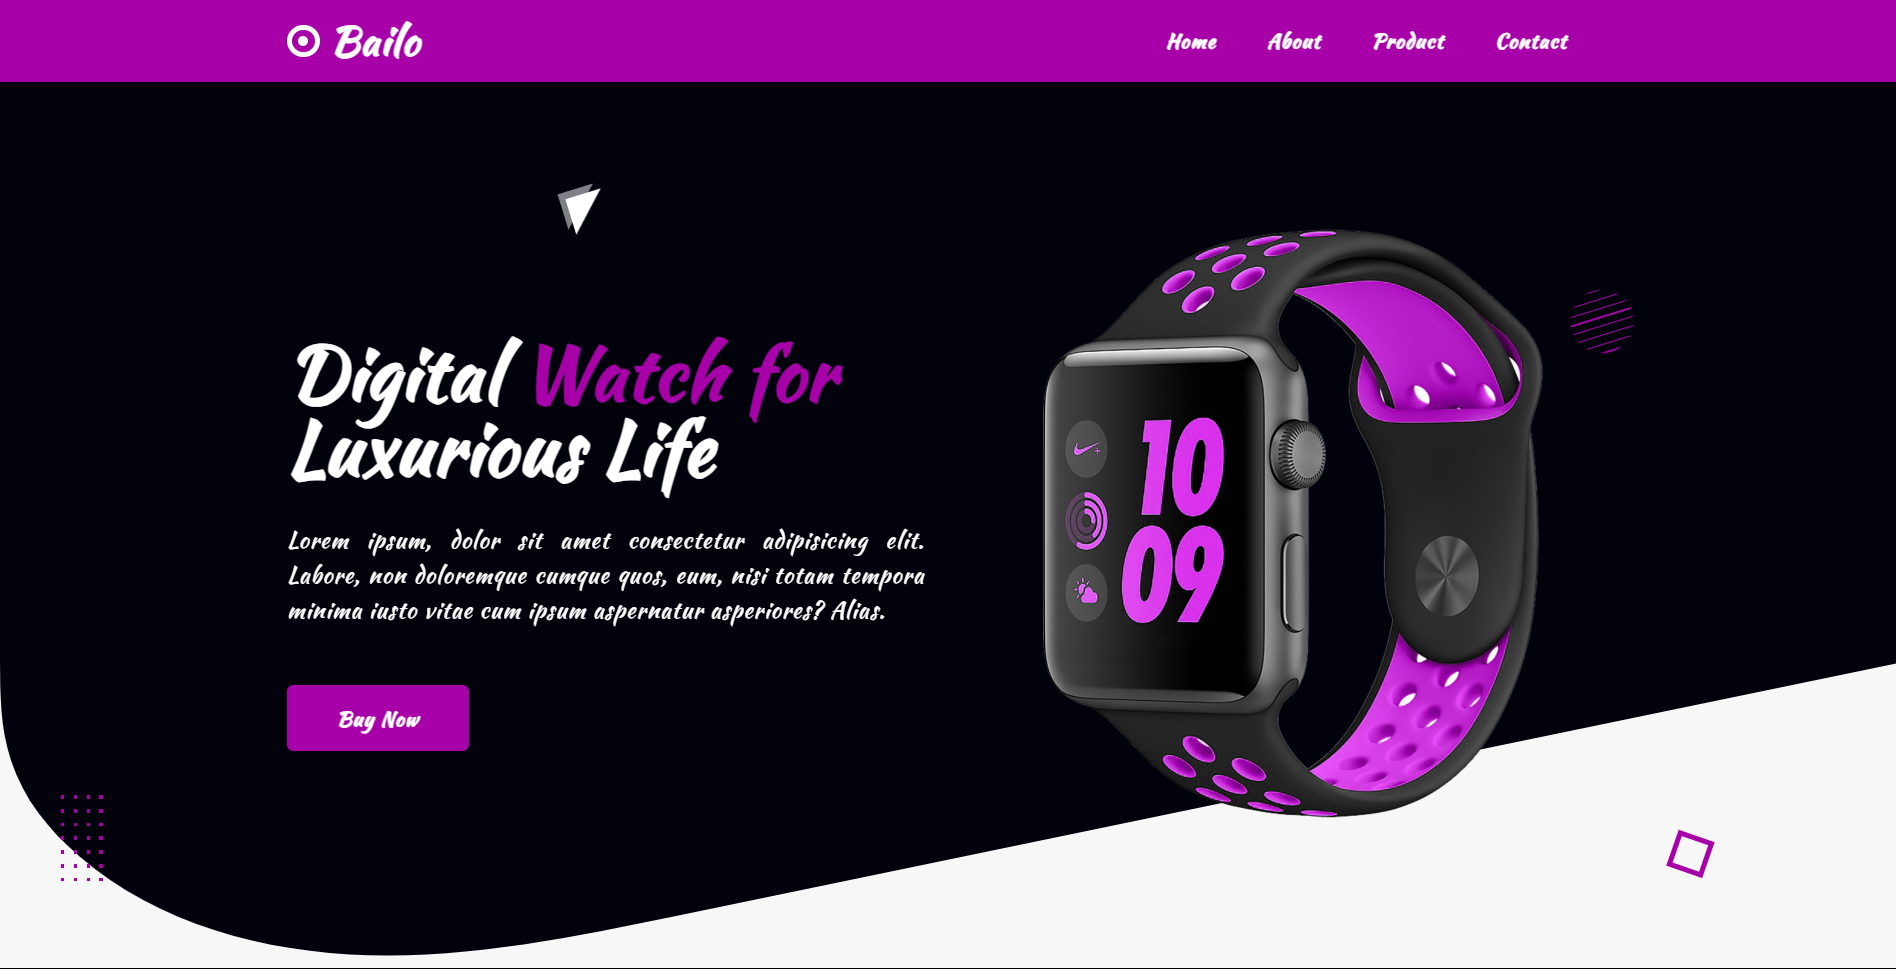 Bailo
Home About Product Contact
Digital Watch for
Luxurious Life
Lorem ipsum, dolor sit amet consectetur adipisicing elit.
Labore, non doloremque cumque quos, eum, nisi totam tempora
minima iusto vitae cum ipsum aspernatur asperiores? Alias.
Buy Now
10
09